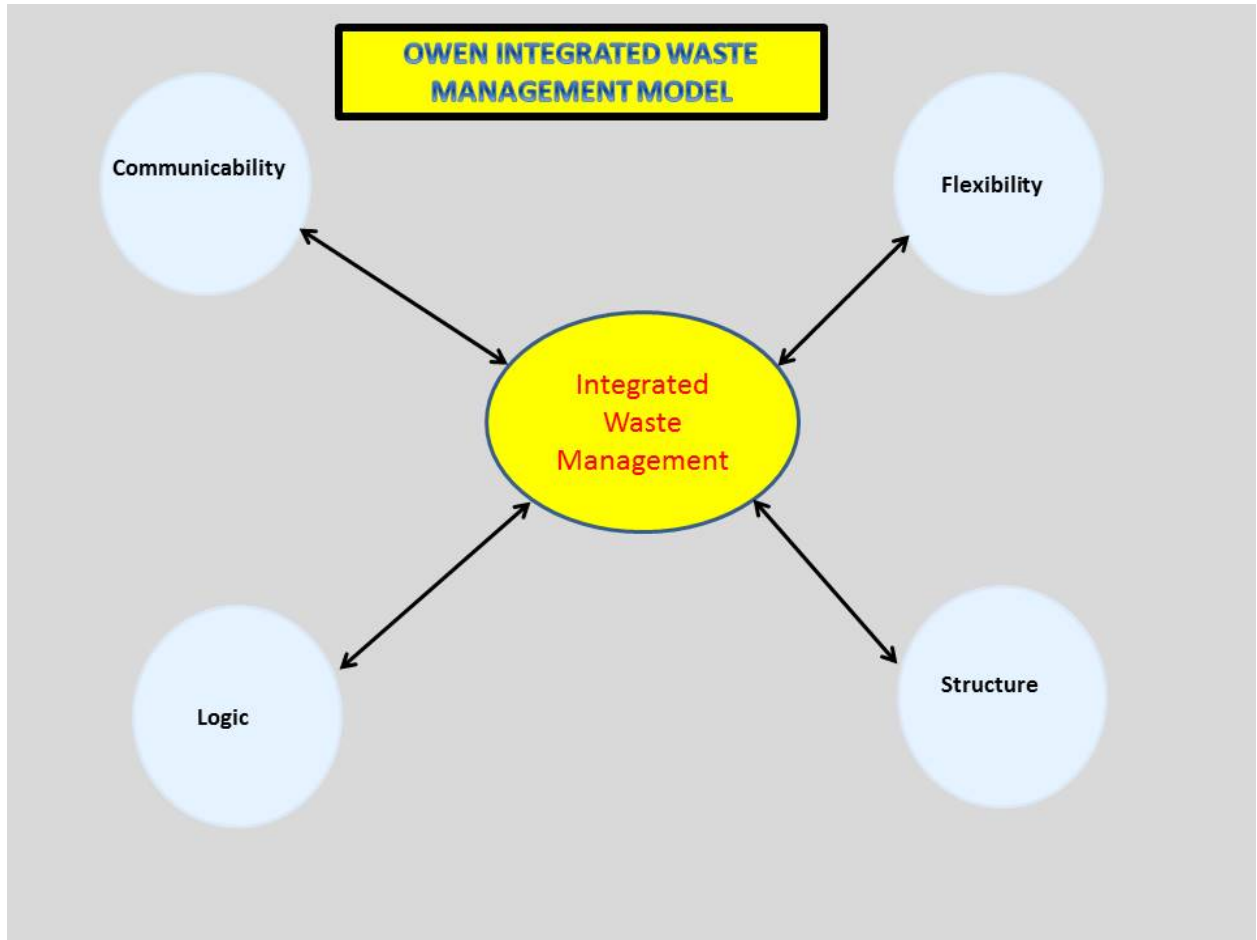 OWEN INTEGRATED WASTE
MANAGEMENT MODEL
Communicability
Flexibility
Integrated
Waste
Management
Logic
Structure